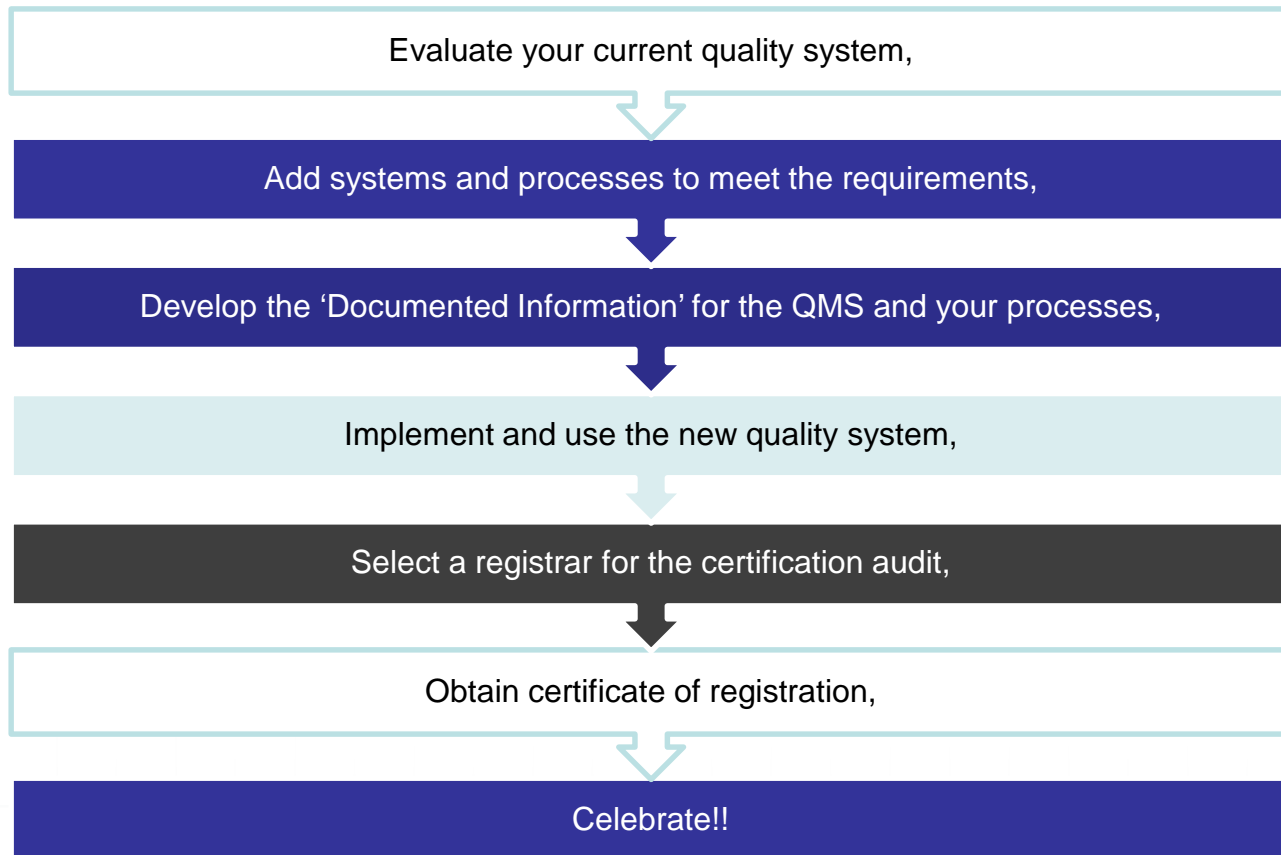 Evaluate your current quality system,
Add systems and processes to meet the requirements,
Develop the ‘Documented Information’ for the QMS and your processes,
Implement and use the new quality system,
Select a registrar for the certification audit,
Obtain certificate of registration,
Celebrate!!